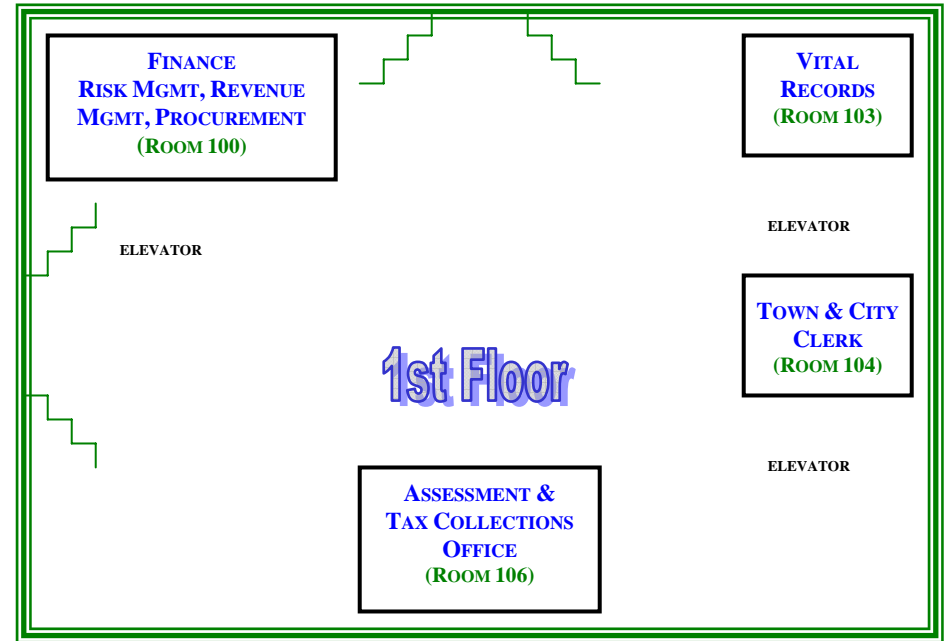 FINANCE
RISK MGMT, REVENUE
MGMT, PROCUREMENT
(ROOM 100)
VITAL
RECORDS
(ROOM 103)
ELEVATOR
ELEVATOR
TOWN & CITY
CLERK
(ROOM 104)
1st Floor
ELEVATOR
ASSESSMENT &
TAX COLLECTIONS
OFFICE
(ROOM 106)